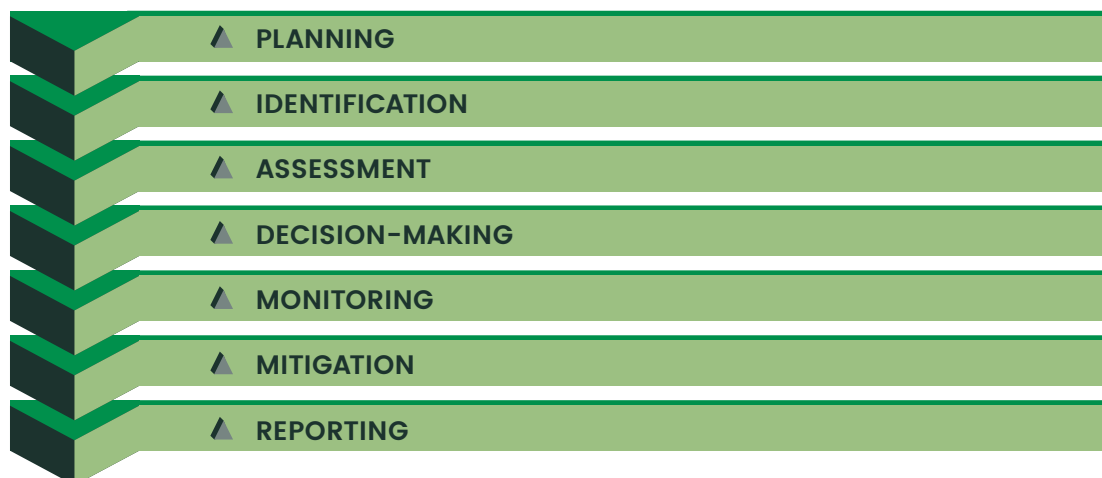 PLANNING
IDENTIFICATION
ASSESSMENT
DECISION-MAKING
MONITORING
MITIGATION
REPORTING